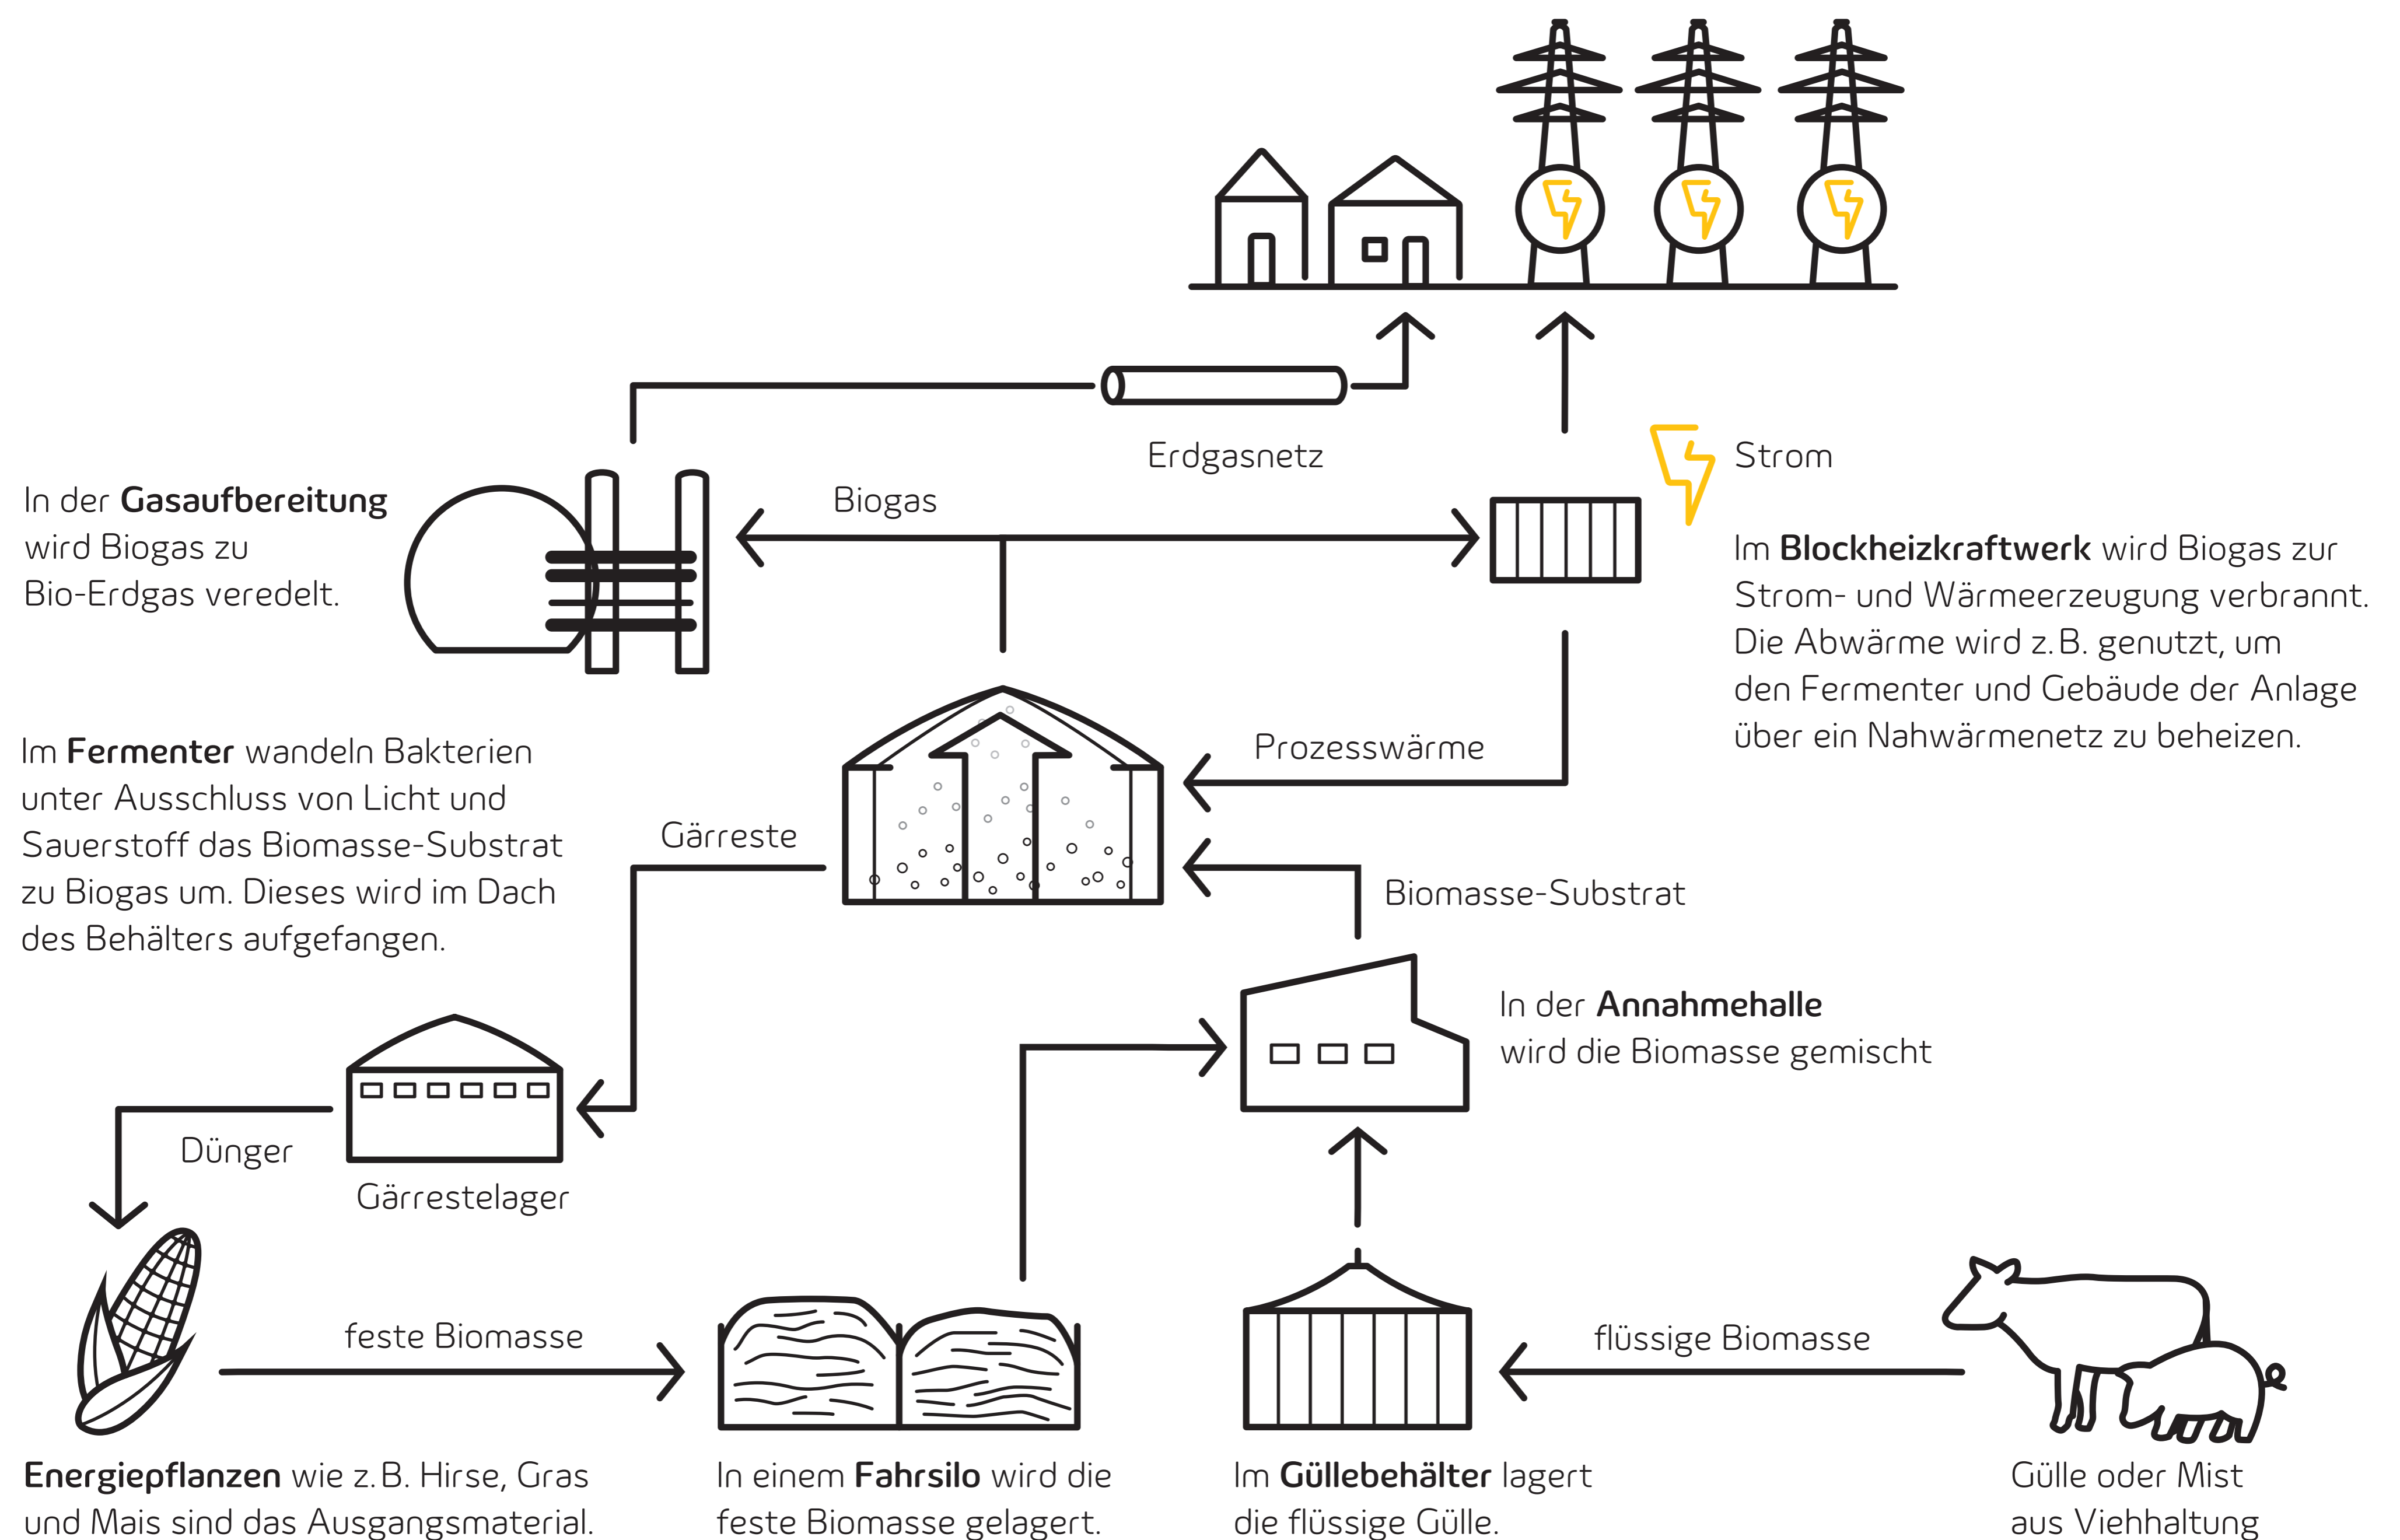 Erdgasnetz
Strom
Biogas
In der Gasaufbereitung
wird Biogas zu
Bio-Erdgas veredelt.
Im Blockheizkraftwerk wird Biogas zur
Strom- und Wärmeerzeugung verbrannt.
Die Abwärme wird z. B. genutzt, um
den Fermenter und Gebäude der Anlage
über ein Nahwärmenetz zu beheizen.
Im Fermenter wandeln Bakterien
unter Ausschluss von Licht und
Sauerstoff das Biomasse-Substrat
zu Biogas um. Dieses wird im Dach
des Behälters aufgefangen.
Prozesswärme
Gärreste
Biomasse-Substrat
In der Annahmehalle
wird die Biomasse gemischt
Dünger
Gärrestelager
feste Biomasse
flüssige Biomasse
Energiepflanzen wie z. B. Hirse, Gras
und Mais sind das Ausgangsmaterial.
In einem Fahrsilo wird die
feste Biomasse gelagert.
Im Güllebehälter lagert
die flüssige Gülle.
Gülle oder Mist
aus Viehhaltung